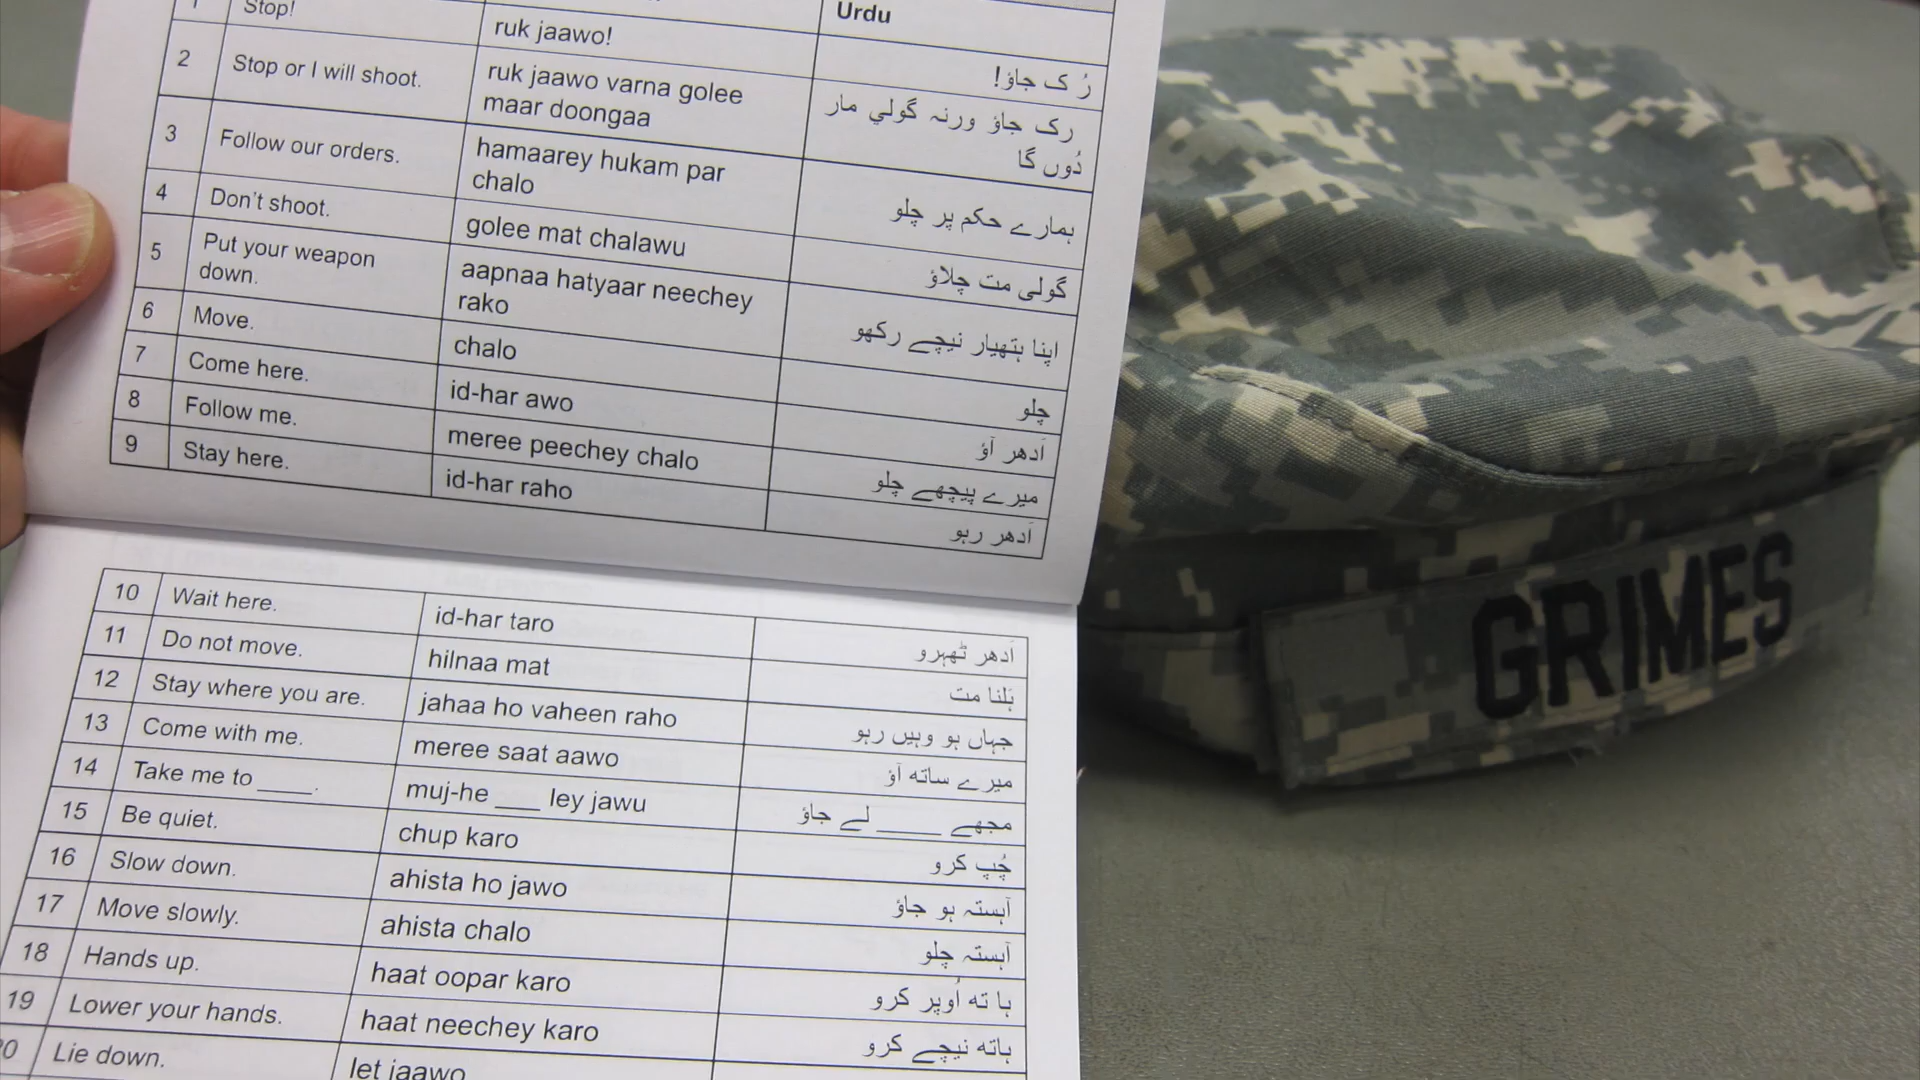 Urdu
1 Stop! ruk jaawo! رُ ک جاؤ!
2 Stop or I will shoot. ruk jaawo varna golee رک جاؤ ورنہ گولي مار
maar doongaa دُوں گا
3 Follow our orders. hamaarey hukam par ہمارے حکم پر چلو
chalo
4 Don't shoot. golee mat chalawu گولی مت چلاؤ
5 Put your weapon aapnaa hatyaar neechey اپنا ہتھیار نیچے رکھو
down. rako
6 Move. chalo چلو
7 Come here. id-har awo اَدھر آؤ
8 Follow me. meree peechey chalo میرے پیچھے چلو
9 Stay here. id-har raho اَدھر رہو
10 Wait here. id-har taro اَدھر ٹھہرو
11 Do not move. hilnaa mat ہَلنا مت
12 Stay where you are. jahaa ho vaheen raho جہاں ہو وہیں رہو
13 Come with me. meree saat aawo میرے ساتھ آؤ
14 Take me to ____. muj-he ___ ley jawu مجھے ____ لے جاؤ
15 Be quiet. chup karo چُپ کرو
16 Slow down. ahista ho jawo آہستہ ہو جاؤ
17 Move slowly. ahista chalo آہستہ چلو
18 Hands up. haat oopar karo ہا تھ اُوپر کرو
19 Lower your hands. haat neechey karo ہاتھ نیچے کرو
20 Lie down. let jaawo
GRIMES